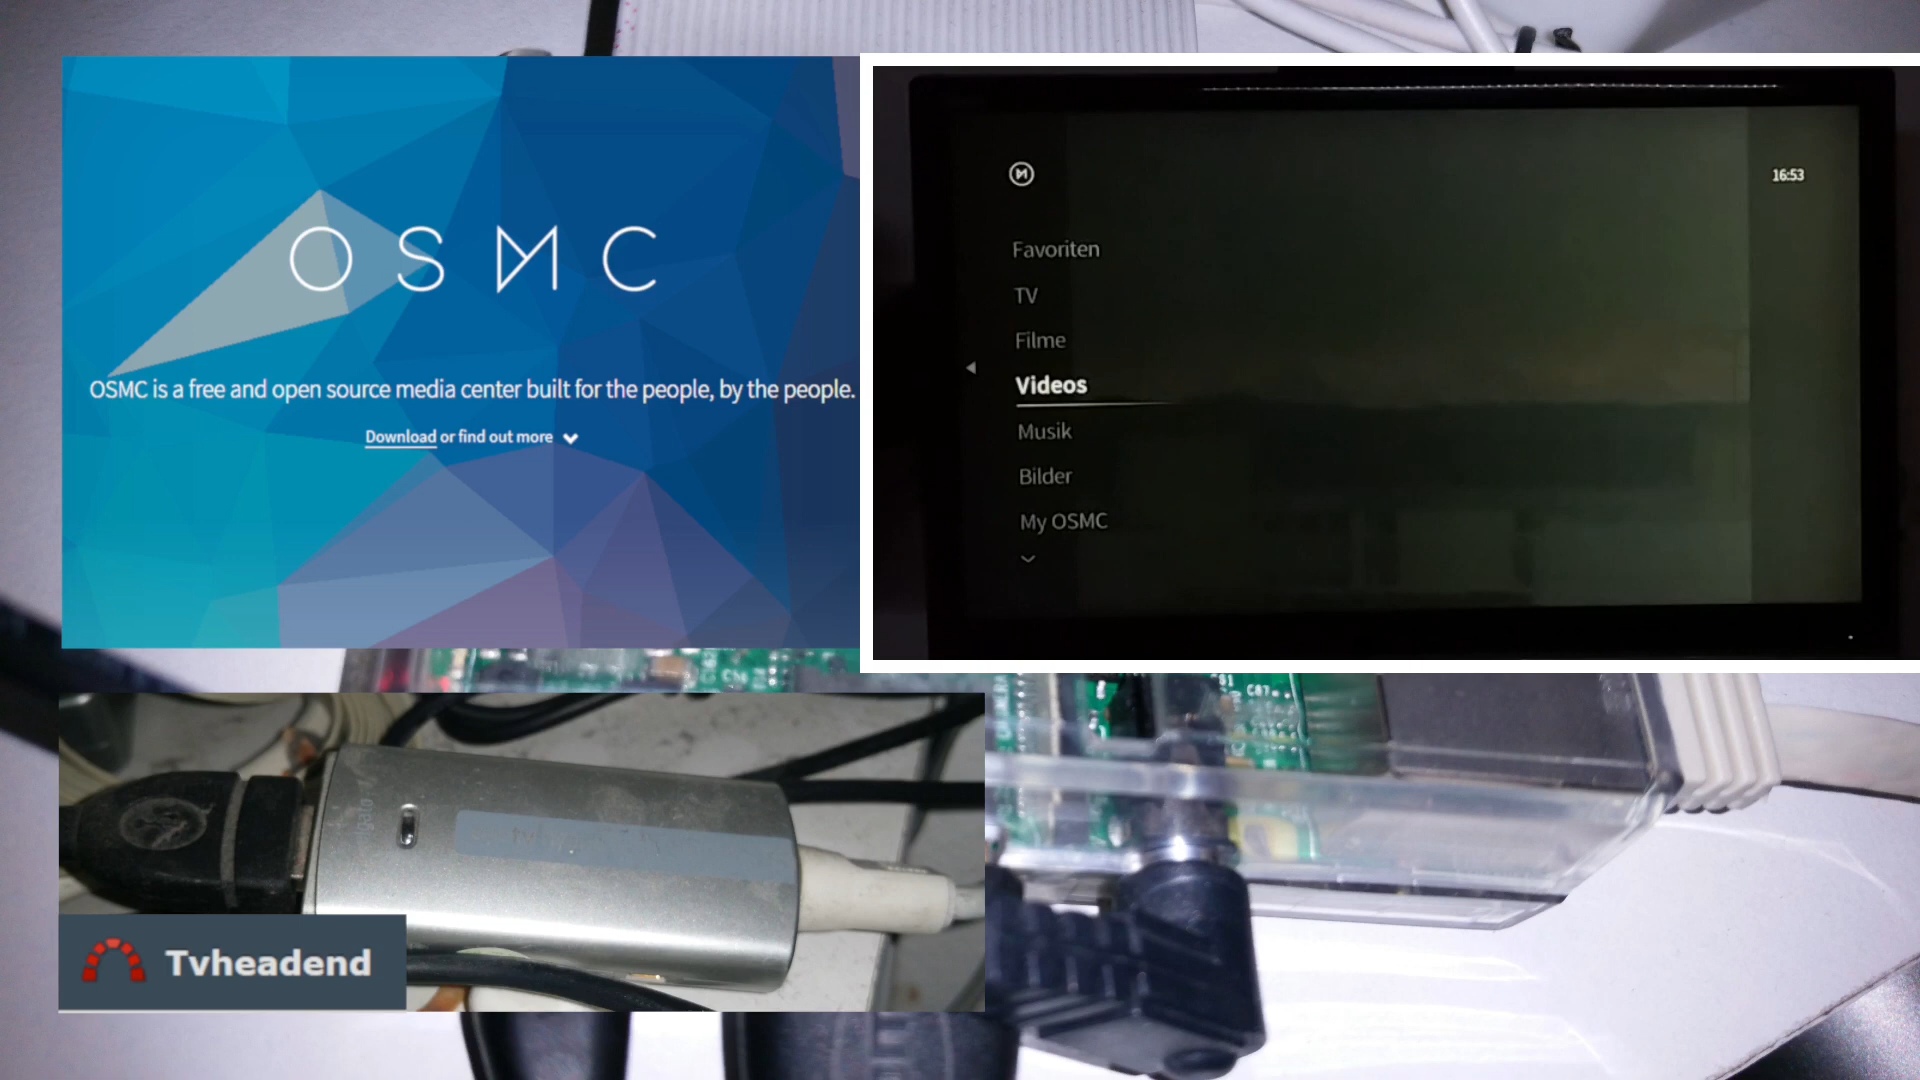 OSMC
OSMC is a free and open source media center built for the people, by the people.
Download or find out more
16:53
Favoriten
TV
Filme
Videos
Musik
Bilder
My OSMC
C87
Tvheadend